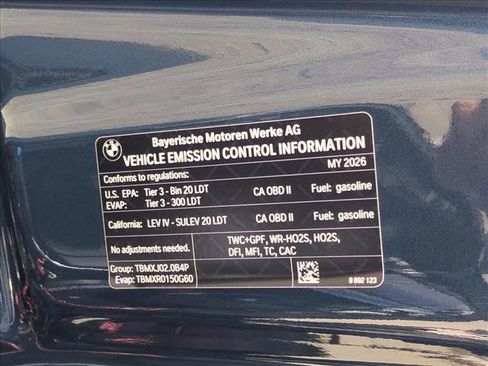 Bayerische Motoren Werke AG
VEHICLE EMISSION CONTROL INFORMATION
Conforms to regulations: MY 2026
U.S. EPA: Tier 3 - Bin 20 LDT CA OBD II Fuel: gasoline
EVAP: Tier 3 - 300 LDT
California: LEV IV - SULEV 20 LDT CA OBD II Fuel: gasoline
No adjustments needed. TWC+GPF, WR-HO2S, HO2S,
DFI, MFI, TC, CAC
Group: TBMXJ02.0B4P
Evap: TBMXR0150G60 8 892 123